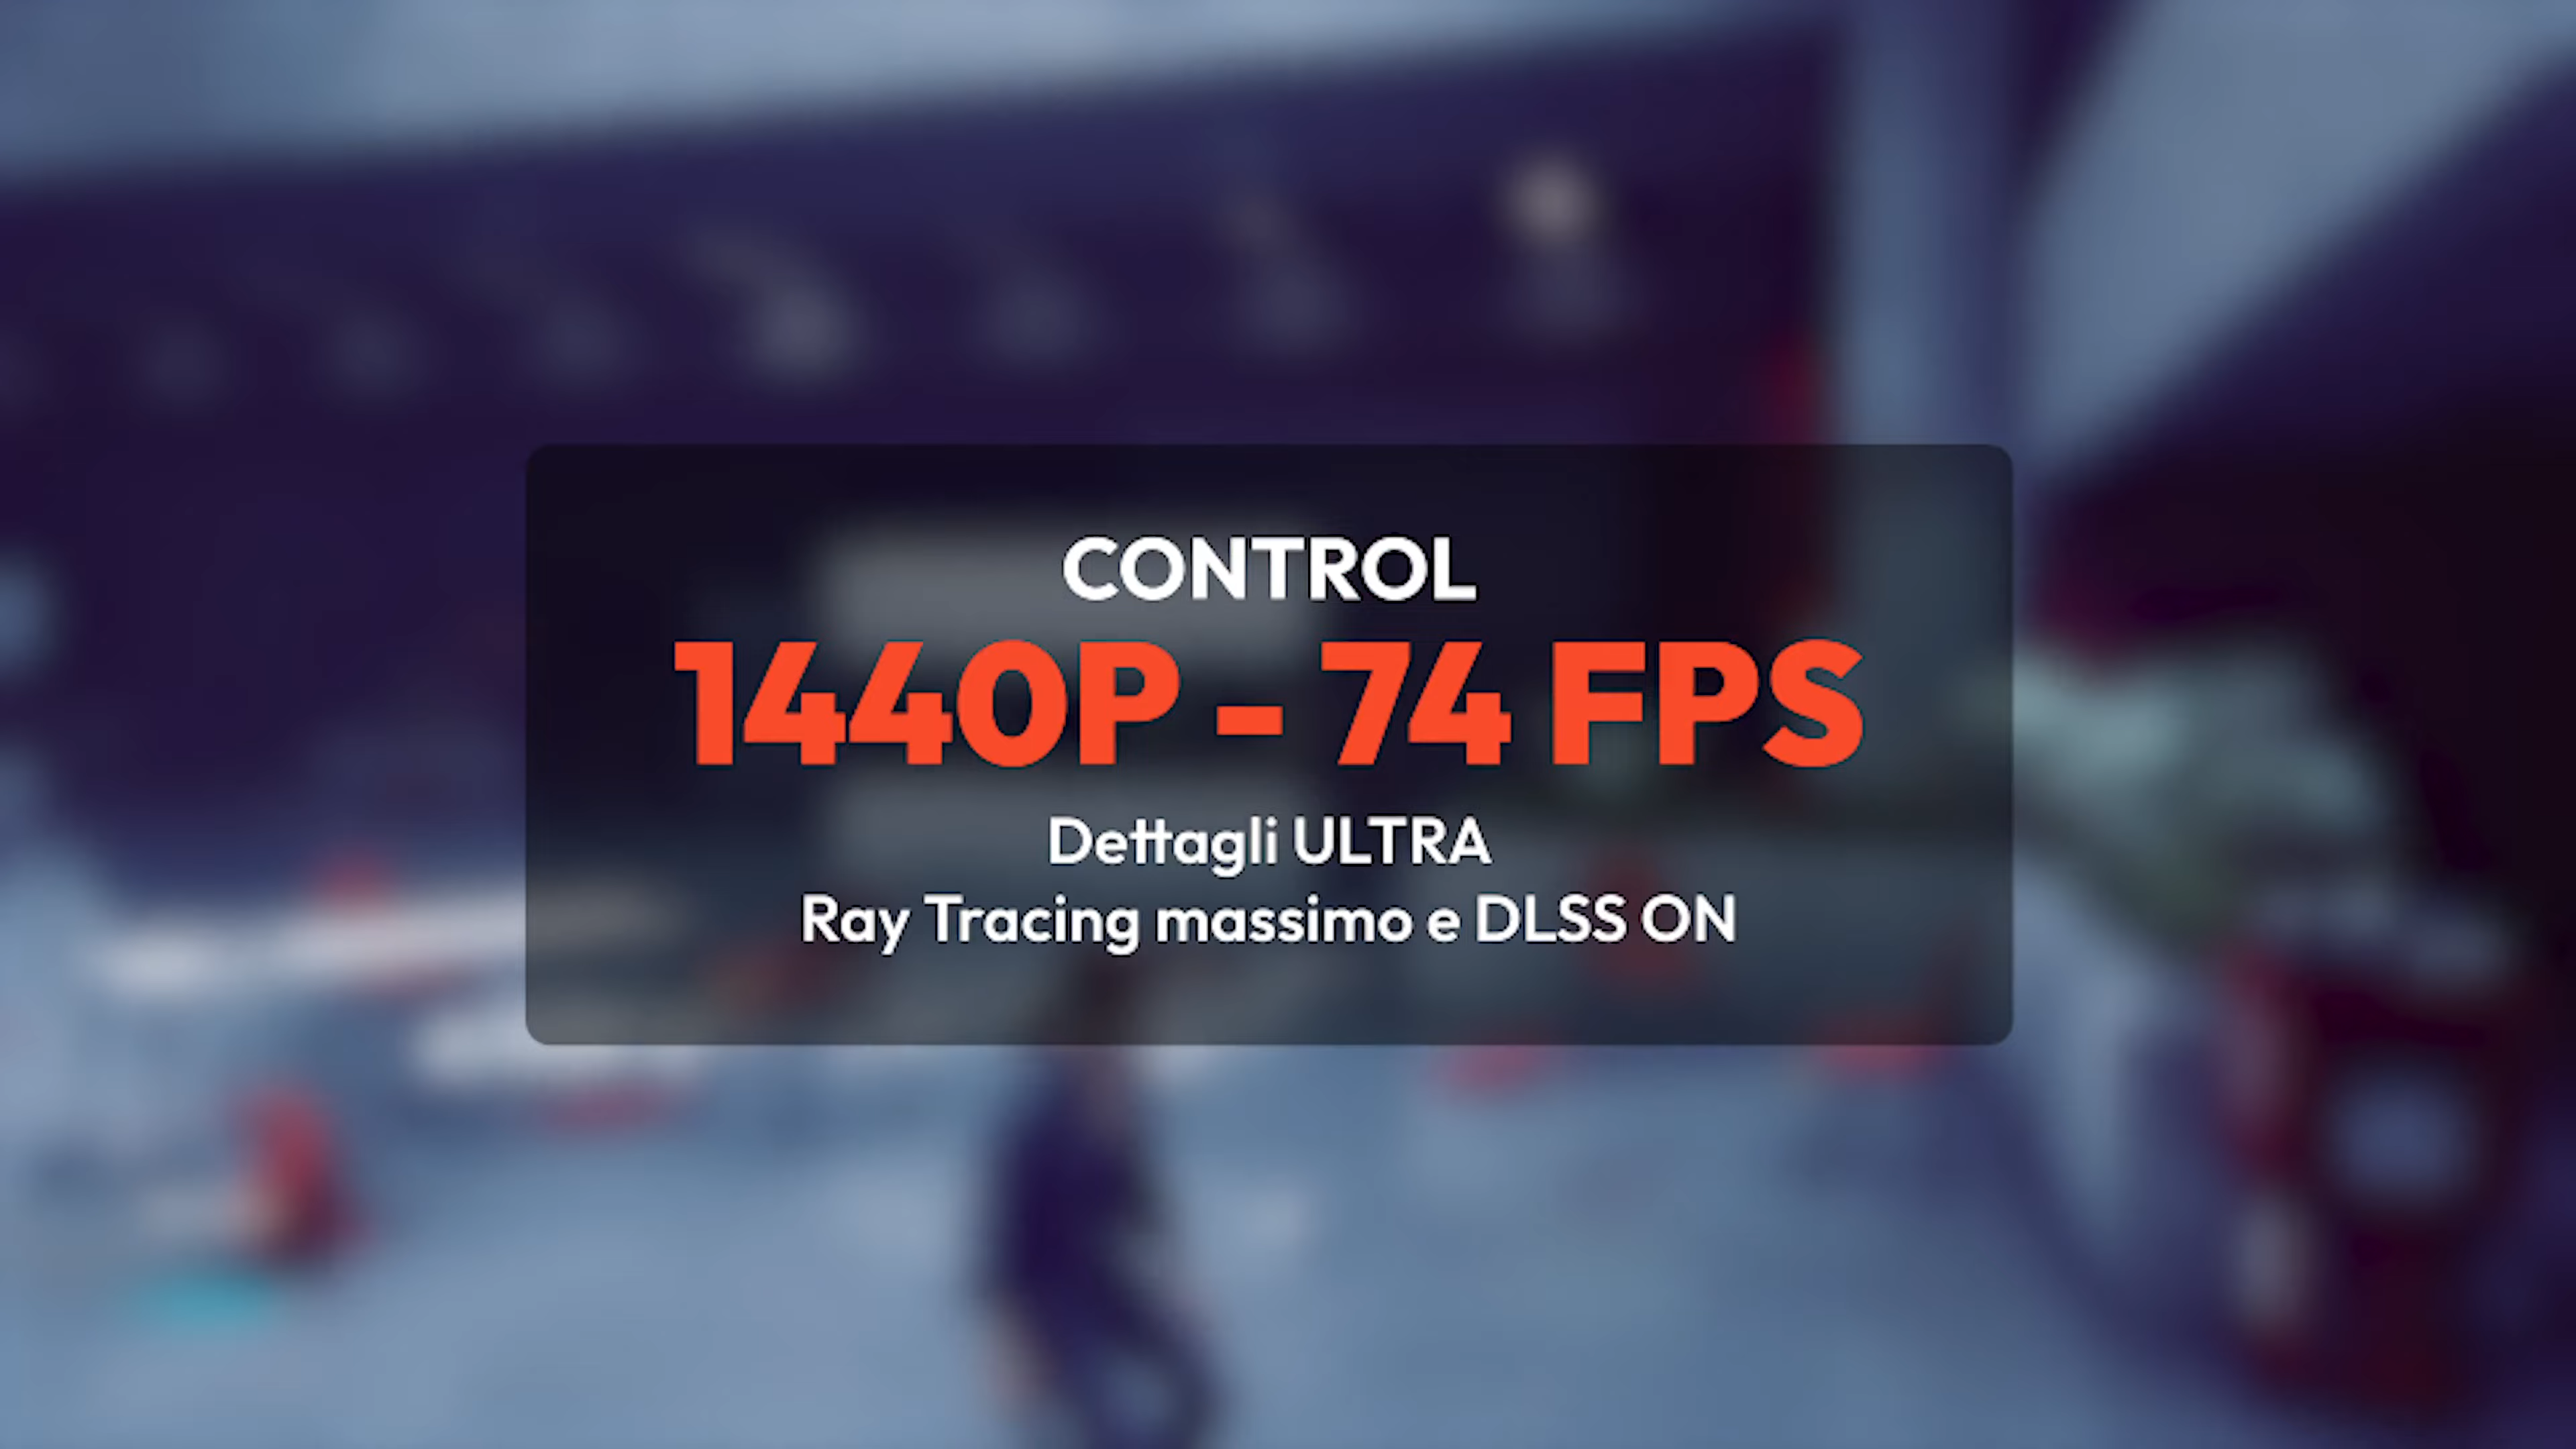 CONTROL
1440P - 74 FPS
Dettagli ULTRA
Ray Tracing massimo e DLSS ON